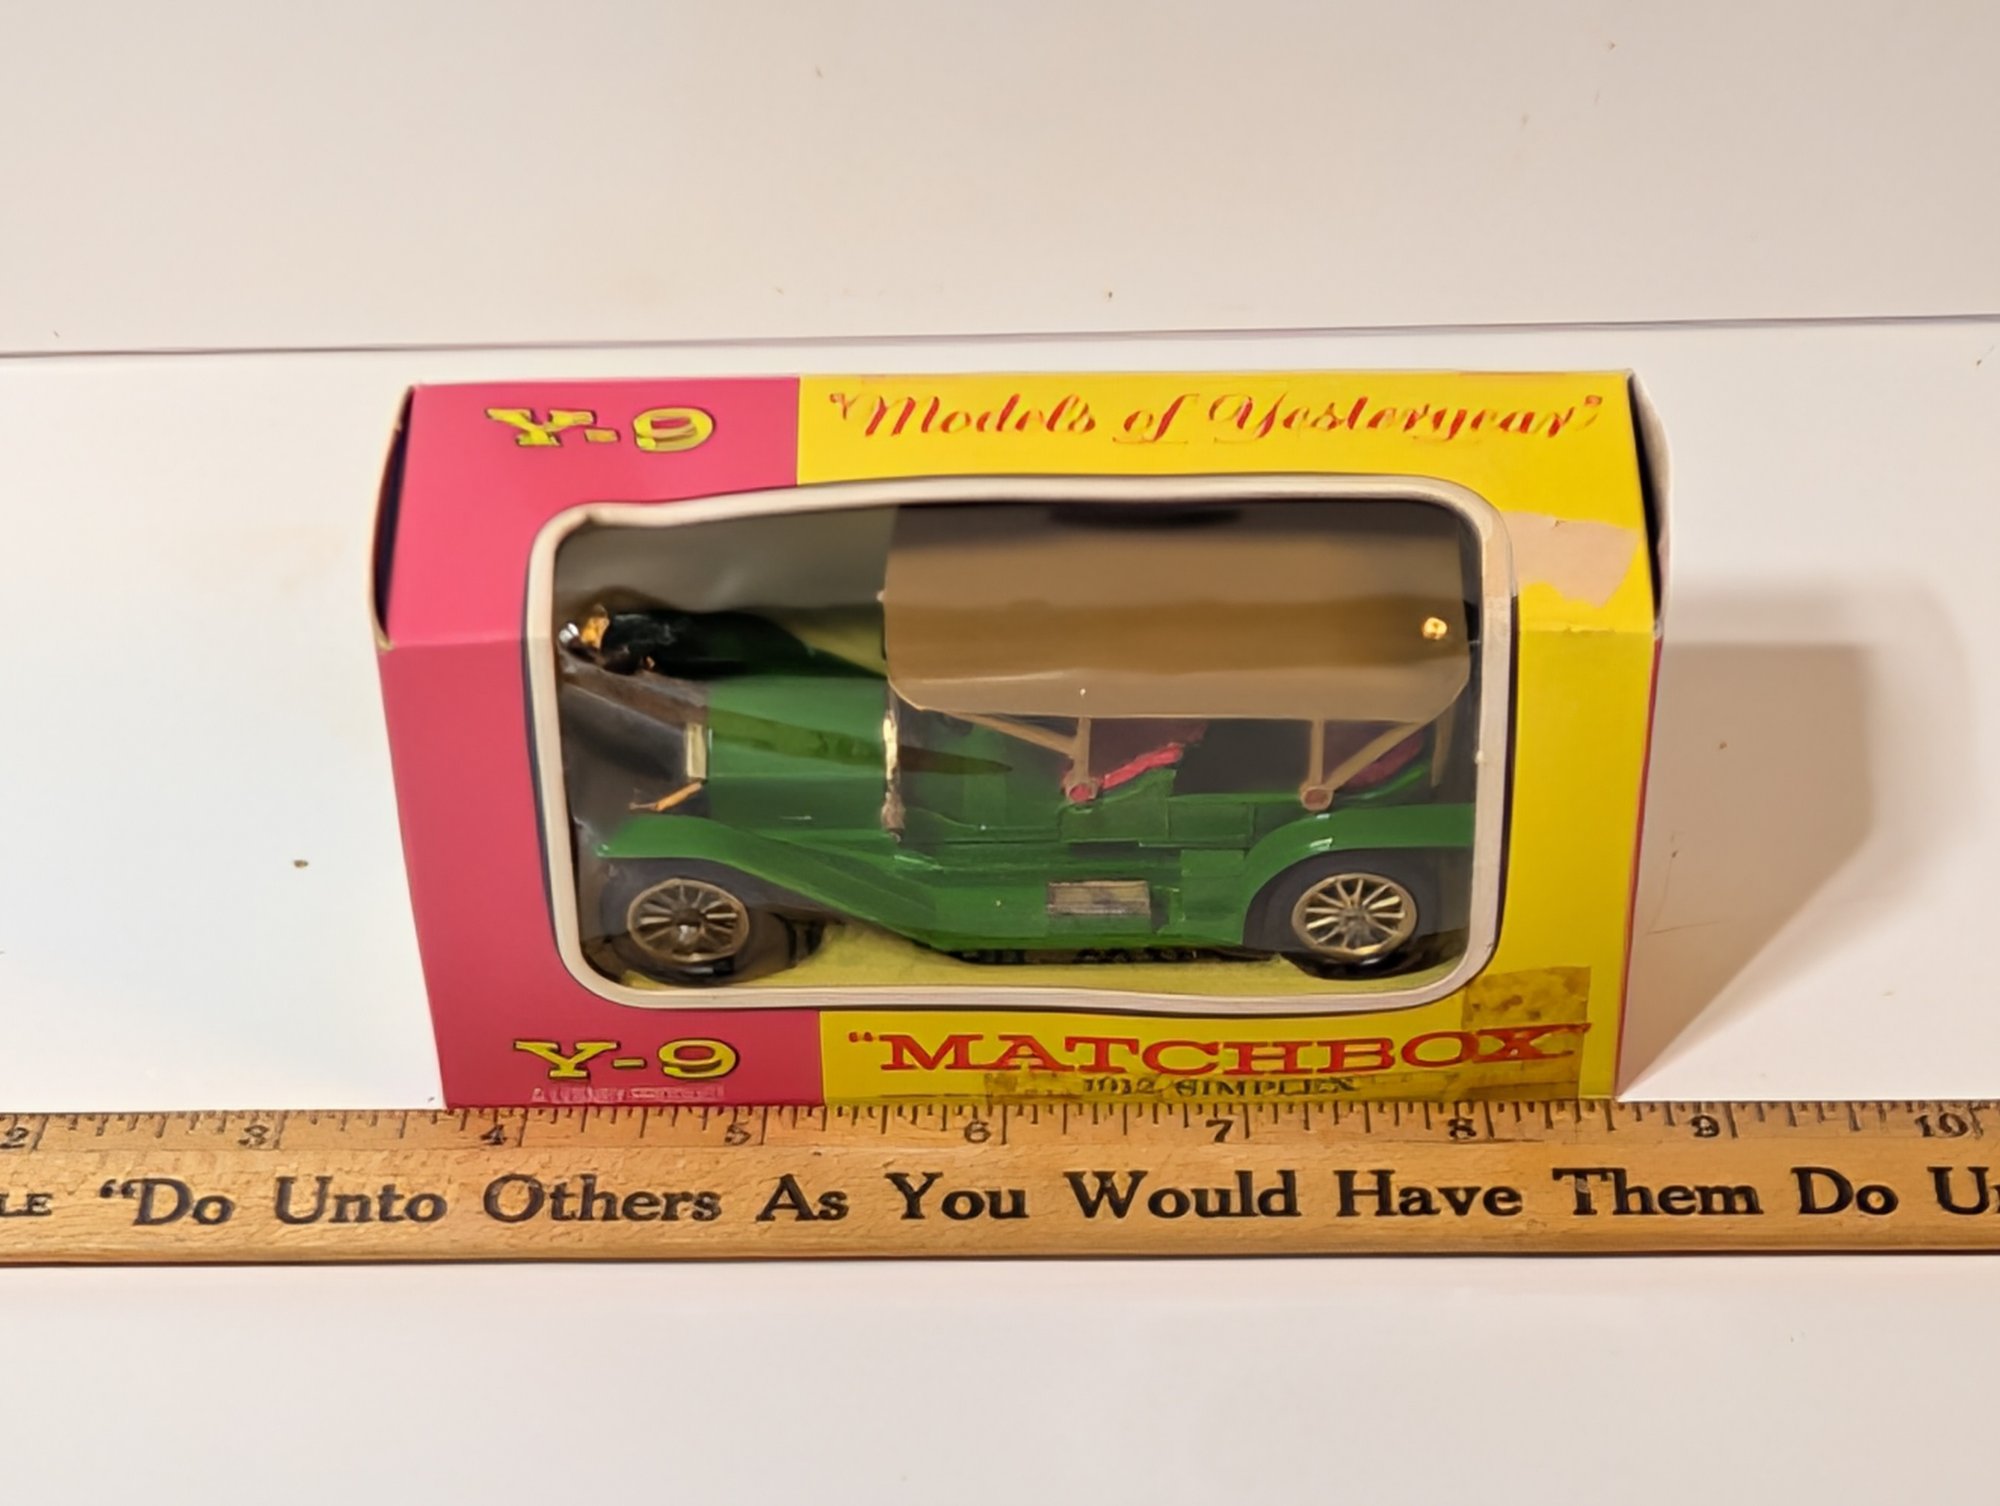 Y-9
"Models of Yesteryear"
Y-9
"MATCHBOX"
1912 SIMPLEX
2 3 4 5 6 7 8 9 10
"Do Unto Others As You Would Have Them Do